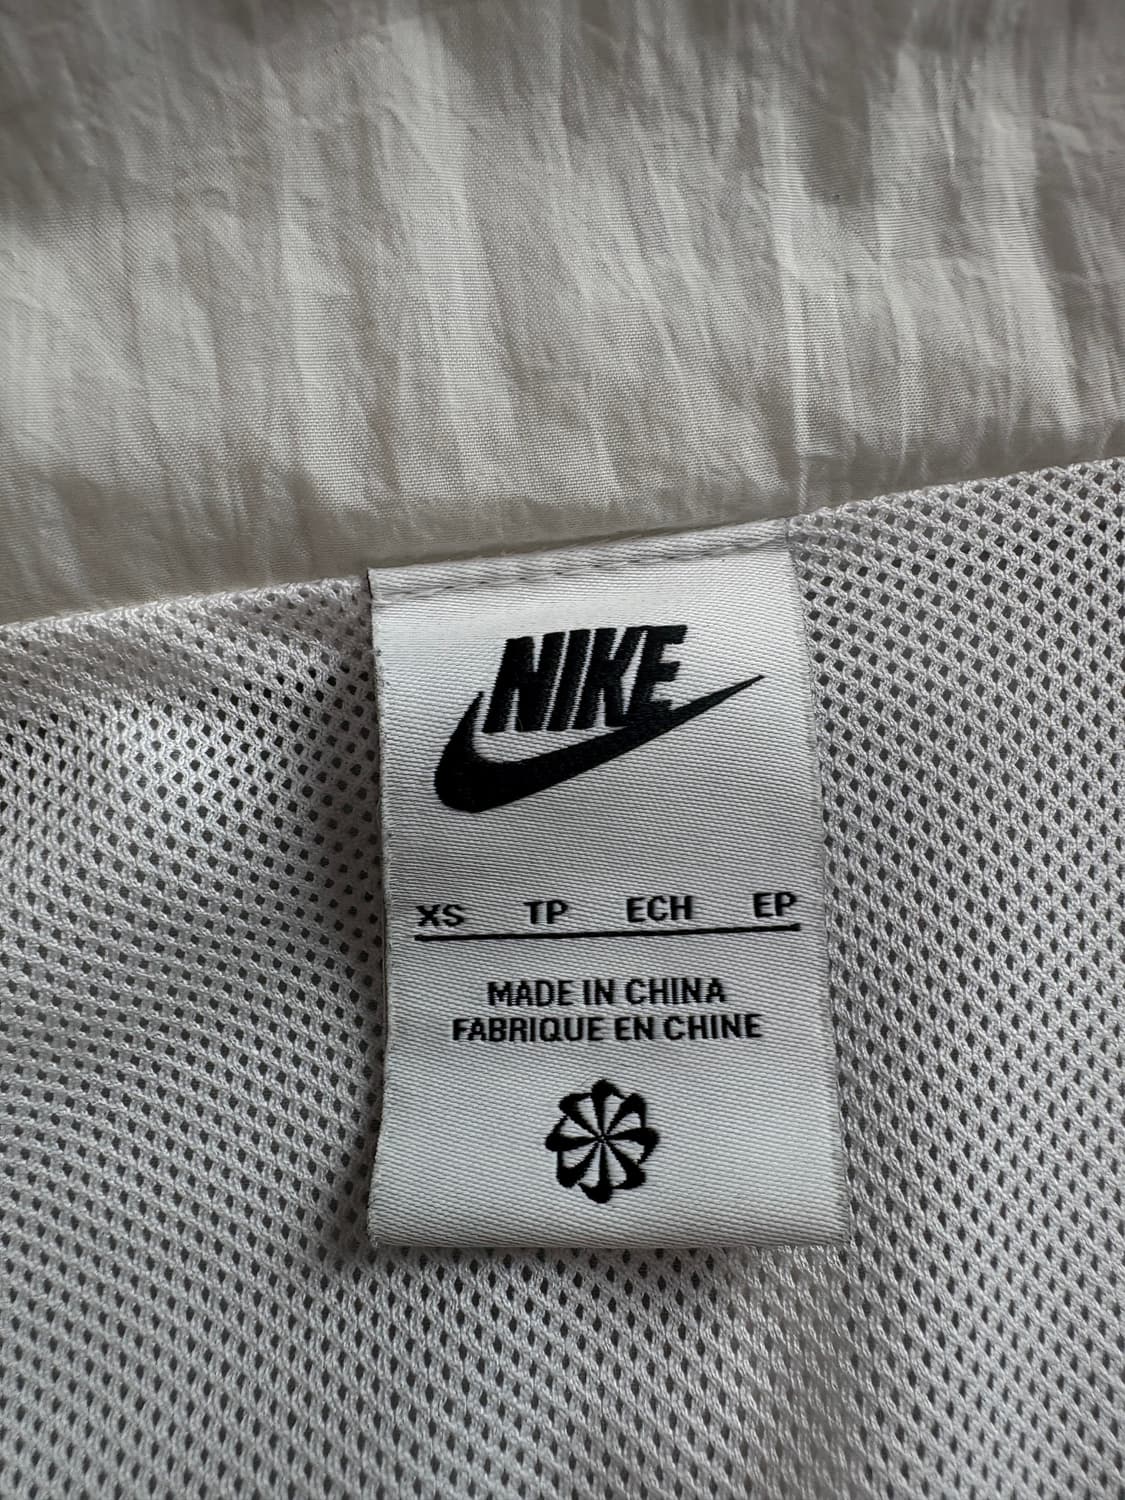 NIKE
XS TP ECH EP
MADE IN CHINA
FABRIQUE EN CHINE